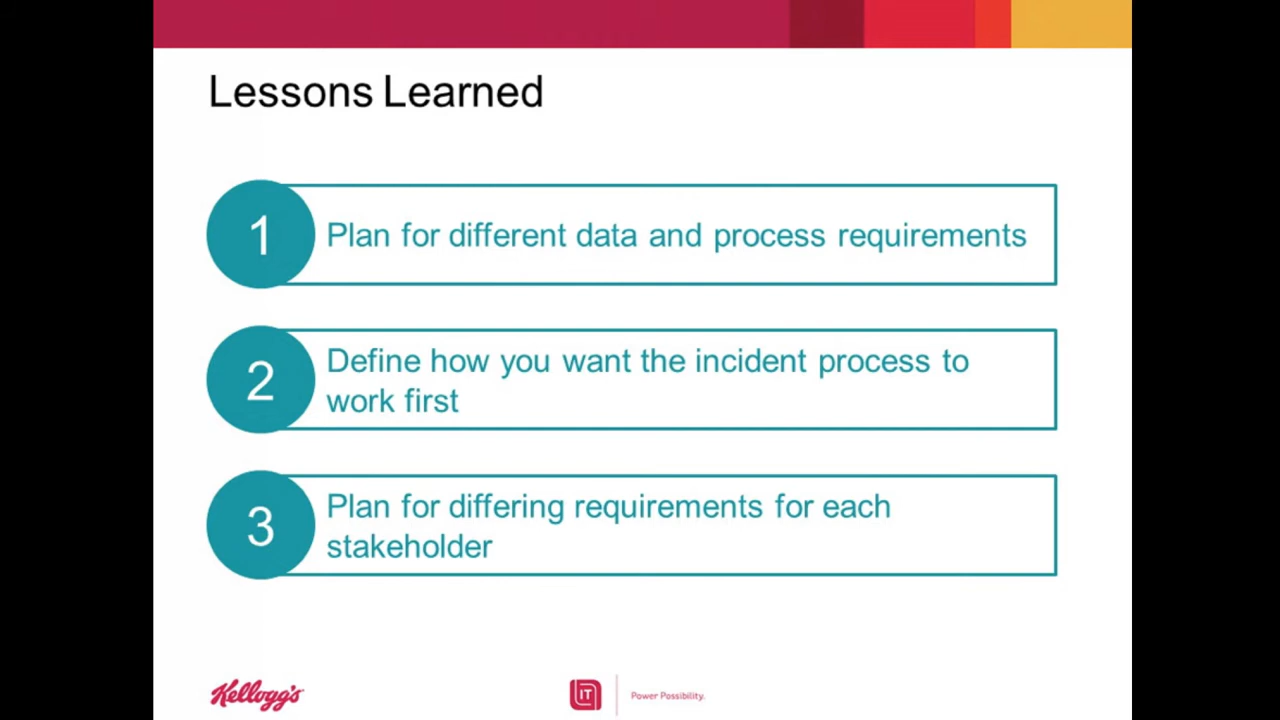 Lessons Learned
1
Plan for different data and process requirements
2
Define how you want the incident process to
work first
3
Plan for differing requirements for each
stakeholder
Kellogg's
IT
Power Possibility.